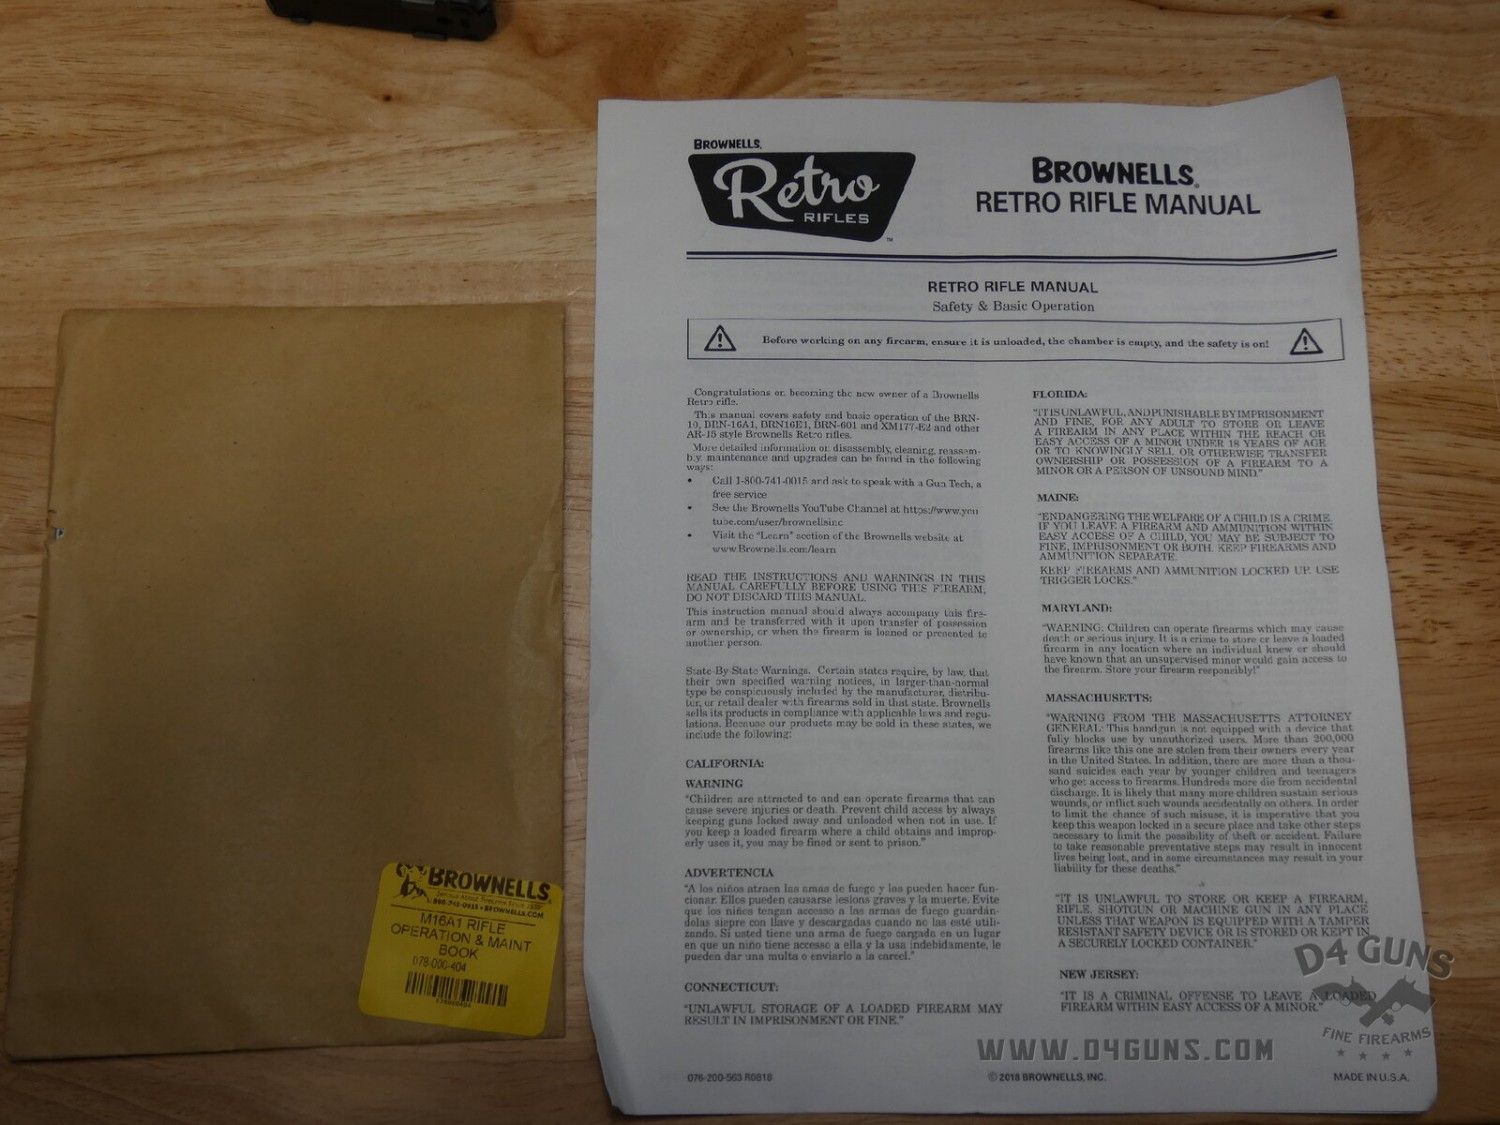 BROWNELLS
Retro
RIFLES
™
BROWNELLS®
RETRO RIFLE MANUAL
RETRO RIFLE MANUAL
Safety & Basic Operation
Before working on any firearm, ensure it is unloaded, the chamber is empty, and the safety is on!
Congratulations on becoming the new owner of a Brownells
Retro rifle.
This manual covers safety and basic operation of the BRN-
10, BRN-16A1, BRN16E1, BRN-601 and XM177-E2 and other
AR-15 style Brownells Retro rifles.
More detailed information on disassembly, cleaning, reassem-
bly, maintenance and upgrades can be found in the following
ways:
• Call 1-800-741-0015 and ask to speak with a Gun Tech, a
free service
• See the Brownells YouTube Channel at https://www.you
tube.com/user/brownellsinc
• Visit the "Learn" section of the Brownells website at
www.Brownells.com/learn
READ THE INSTRUCTIONS AND WARNINGS IN THIS
MANUAL CAREFULLY BEFORE USING THIS FIREARM,
DO NOT DISCARD THIS MANUAL.
This instruction manual should always accompany this fire-
arm and be transferred with it upon transfer of possession
or ownership, or when the firearm is loaned or presented to
another person.
State-By-State Warnings. Certain states require, by law, that
their own specified warning notices, in larger-than-normal
type be conspicuously included by the manufacturer, distribu-
tor, or retail dealer with firearms sold in that state. Brownells
sells its products in compliance with applicable laws and regu-
lations. Because our products may be sold in these states, we
include the following:
CALIFORNIA:
WARNING
"Children are attracted to and can operate firearms that can
cause severe injuries or death. Prevent child access by always
keeping guns locked away and unloaded when not in use. If
you keep a loaded firearm where a child obtains and improp-
erly uses it, you may be fined or sent to prison."
ADVERTENCIA
"A los niños atraen las armas de fuego y las pueden hacer fun-
cionar. Ellos pueden causarse lesions graves y la muerte. Evite
que los niños tengan accesso a las armas de fuego guardán-
dolas siepre con llave y descargadas cuando no las esté utili-
zando. Si usted tiene una arma de fuego cargada en un lugar
en que un niño tiene accesso a ella y la usa indebidamente, le
pueden dar una multa o enviarlo a la carcel."
CONNECTICUT:
"UNLAWFUL STORAGE OF A LOADED FIREARM MAY
RESULT IN IMPRISONMENT OR FINE."
FLORIDA:
"IT IS UNLAWFUL, AND PUNISHABLE BY IMPRISONMENT
AND FINE, FOR ANY ADULT TO STORE OR LEAVE
A FIREARM IN ANY PLACE WITHIN THE REACH OR
EASY ACCESS OF A MINOR UNDER 18 YEARS OF AGE
OR TO KNOWINGLY SELL OR OTHERWISE TRANSFER
OWNERSHIP OR POSSESSION OF A FIREARM TO A
MINOR OR A PERSON OF UNSOUND MIND."
MAINE:
"ENDANGERING THE WELFARE OF A CHILD IS A CRIME.
IF YOU LEAVE A FIREARM AND AMMUNITION WITHIN
EASY ACCESS OF A CHILD, YOU MAY BE SUBJECT TO
FINE, IMPRISONMENT OR BOTH. KEEP FIREARMS AND
AMMUNITION SEPARATE.
KEEP FIREARMS AND AMMUNITION LOCKED UP. USE
TRIGGER LOCKS."
MARYLAND:
"WARNING: Children can operate firearms which may cause
death or serious injury. It is a crime to store or leave a loaded
firearm in any location where an individual knew or should
have known that an unsupervised minor would gain access to
the firearm. Store your firearm responsibly!"
MASSACHUSETTS:
"WARNING FROM THE MASSACHUSETTS ATTORNEY
GENERAL: This handgun is not equipped with a device that
fully blocks use by unauthorized users. More than 200,000
firearms like this one are stolen from their owners every year
in the United States. In addition, there are more than a thou-
sand suicides each year by younger children and teenagers
who get access to firearms. Hundreds more die from accidental
discharge. It is likely that many more children sustain serious
wounds, or inflict such wounds accidentally on others. In order
to limit the chance of such misuse, it is imperative that you
keep this weapon locked in a secure place and take other steps
necessary to limit the possibility of theft or accident. Failure
to take reasonable preventative steps may result in innocent
lives being lost, and in some circumstances may result in your
liability for these deaths."
"IT IS UNLAWFUL TO STORE OR KEEP A FIREARM,
RIFLE, SHOTGUN OR MACHINE GUN IN ANY PLACE
UNLESS THAT WEAPON IS EQUIPPED WITH A TAMPER
RESISTANT SAFETY DEVICE OR IS STORED OR KEPT IN
A SECURELY LOCKED CONTAINER."
NEW JERSEY:
"IT IS A CRIMINAL OFFENSE TO LEAVE A LOADED
FIREARM WITHIN EASY ACCESS OF A MINOR."
076-200-563 R0818
© 2018 BROWNELLS, INC.
MADE IN U.S.A.
BROWNELLS
800-741-0015 • BROWNELLS.COM
M16A1 RIFLE
OPERATION & MAINT
BOOK
078-000-404
D4 GUNS
FINE FIREARMS
WWW.D4GUNS.COM